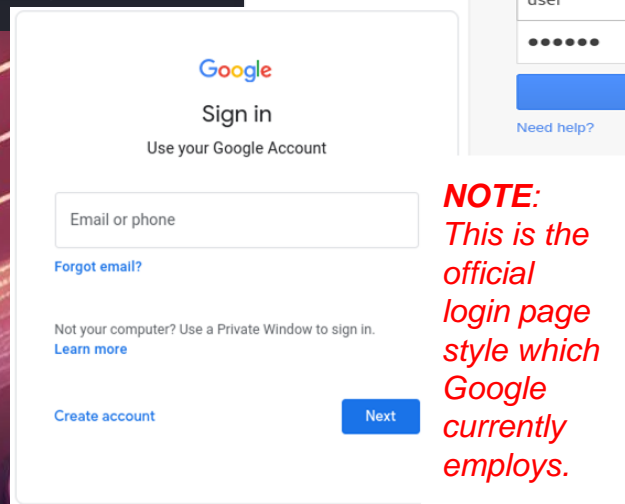 Google
Sign in
Use your Google Account
Email or phone
Forgot email?
Not your computer? Use a Private Window to sign in.
Learn more
Create account
Next
user
••••••
Need help?
NOTE:
This is the
official
login page
style which
Google
currently
employs.